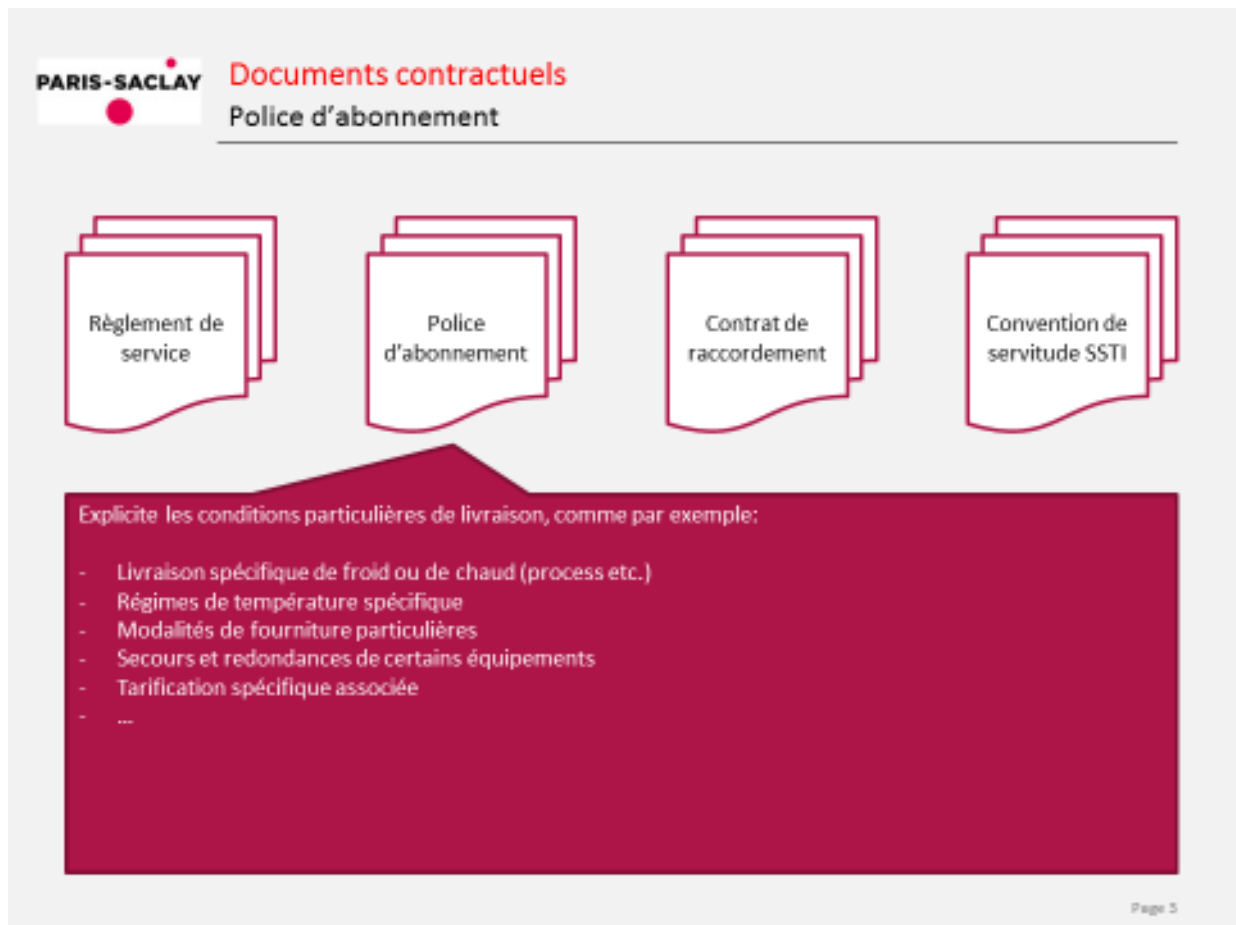 PARIS-SACLAY
Documents contractuels
Police d’abonnement
Règlement de
service
Police
d'abonnement
Contrat de
raccordement
Convention de
servitude SSTI
Explicite les conditions particulières de livraison, comme par exemple:
- Livraison spécifique de froid ou de chaud (process etc.)
- Régimes de température spécifique
- Modalités de fourniture particulières
- Secours et redondances de certains équipements
- Tarification spécifique associée
- ...
Page 5